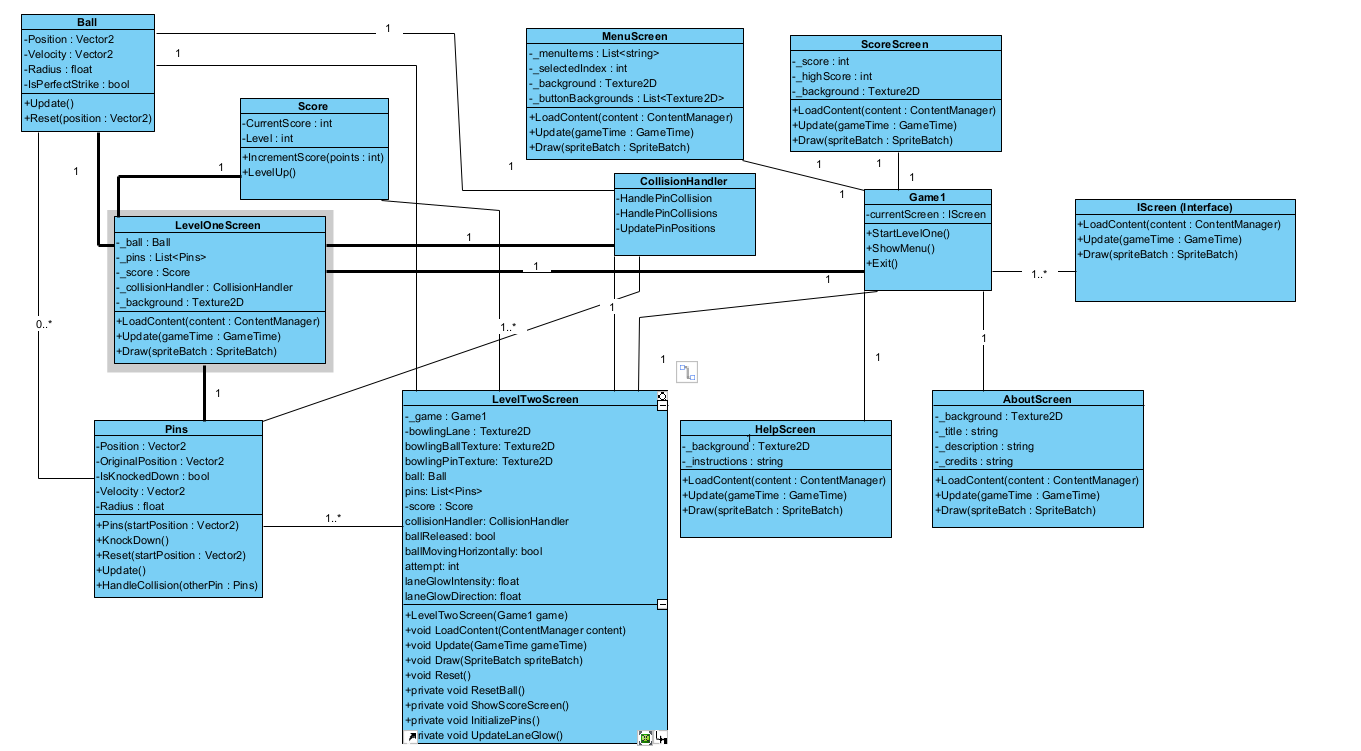 Ball
-Position : Vector2
-Velocity : Vector2
-Radius : float
-IsPerfectStrike : bool
+Update()
+Reset(position : Vector2)
Score
-CurrentScore : int
-Level : int
+IncrementScore(points : int)
+LevelUp()
MenuScreen
-_menuItems : List<string>
-_selectedIndex : int
-_background : Texture2D
-_buttonBackgrounds : List<Texture2D>
+LoadContent(content : ContentManager)
+Update(gameTime : GameTime)
+Draw(spriteBatch : SpriteBatch)
ScoreScreen
-_score : int
-_highScore : int
-_background : Texture2D
+LoadContent(content : ContentManager)
+Update(gameTime : GameTime)
+Draw(spriteBatch : SpriteBatch)
CollisionHandler
-HandlePinCollision
-HandlePinCollisions
-UpdatePinPositions
Game1
-currentScreen : IScreen
+StartLevelOne()
+ShowMenu()
+Exit()
IScreen (Interface)
+LoadContent(content : ContentManager)
+Update(gameTime : GameTime)
+Draw(spriteBatch : SpriteBatch)
LevelOneScreen
-_ball : Ball
-_pins : List<Pins>
-_score : Score
-_collisionHandler : CollisionHandler
-_background : Texture2D
+LoadContent(content : ContentManager)
+Update(gameTime : GameTime)
+Draw(spriteBatch : SpriteBatch)
Pins
-Position : Vector2
-OriginalPosition : Vector2
-IsKnockedDown : bool
-Velocity : Vector2
-Radius : float
+Pins(startPosition : Vector2)
+KnockDown()
+Reset(startPosition : Vector2)
+Update()
+HandleCollision(otherPin : Pins)
LevelTwoScreen
-_game : Game1
-bowlingLane : Texture2D
bowlingBallTexture: Texture2D
bowlingPinTexture: Texture2D
ball: Ball
pins: List<Pins>
-score : Score
collisionHandler: CollisionHandler
ballReleased: bool
ballMovingHorizontally: bool
attempt: int
laneGlowIntensity: float
laneGlowDirection: float
+LevelTwoScreen(Game1 game)
+void LoadContent(ContentManager content)
+void Update(GameTime gameTime)
+void Draw(SpriteBatch spriteBatch)
+void Reset()
+private void ResetBall()
+private void ShowScoreScreen()
+private void InitializePins()
rivate void UpdateLaneGlow()
HelpScreen
-_background : Texture2D
-_instructions : string
+LoadContent(content : ContentManager)
+Update(gameTime : GameTime)
+Draw(spriteBatch : SpriteBatch)
AboutScreen
-_background : Texture2D
-_title : string
-_description : string
-_credits : string
+LoadContent(content : ContentManager)
+Update(gameTime : GameTime)
+Draw(spriteBatch : SpriteBatch)
1
1
1
1
1
1
1
1
1
1
1
1
1..*
0..*
1
1..*
1
1
1
1
1
1..*